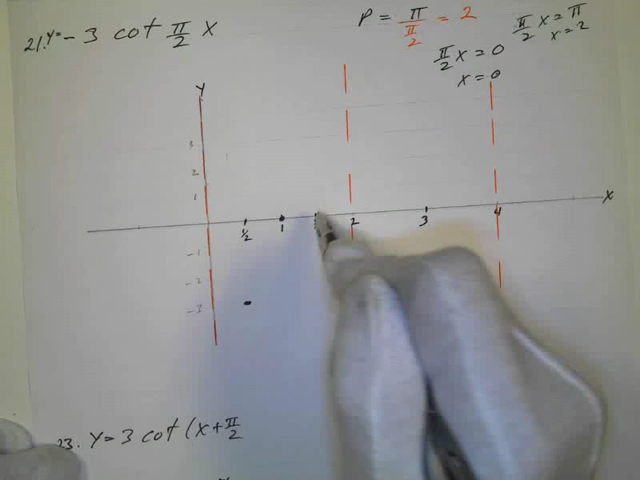 21. y= -3 cot π/2 x
P = π/(π/2) = 2
π/2 x = π
x = 2
π/2 x = 0
x = 0
Y
3
2
1
X
1/2 1 2 3 4
-1
-2
-3
23. Y = 3 cot (x + π/2